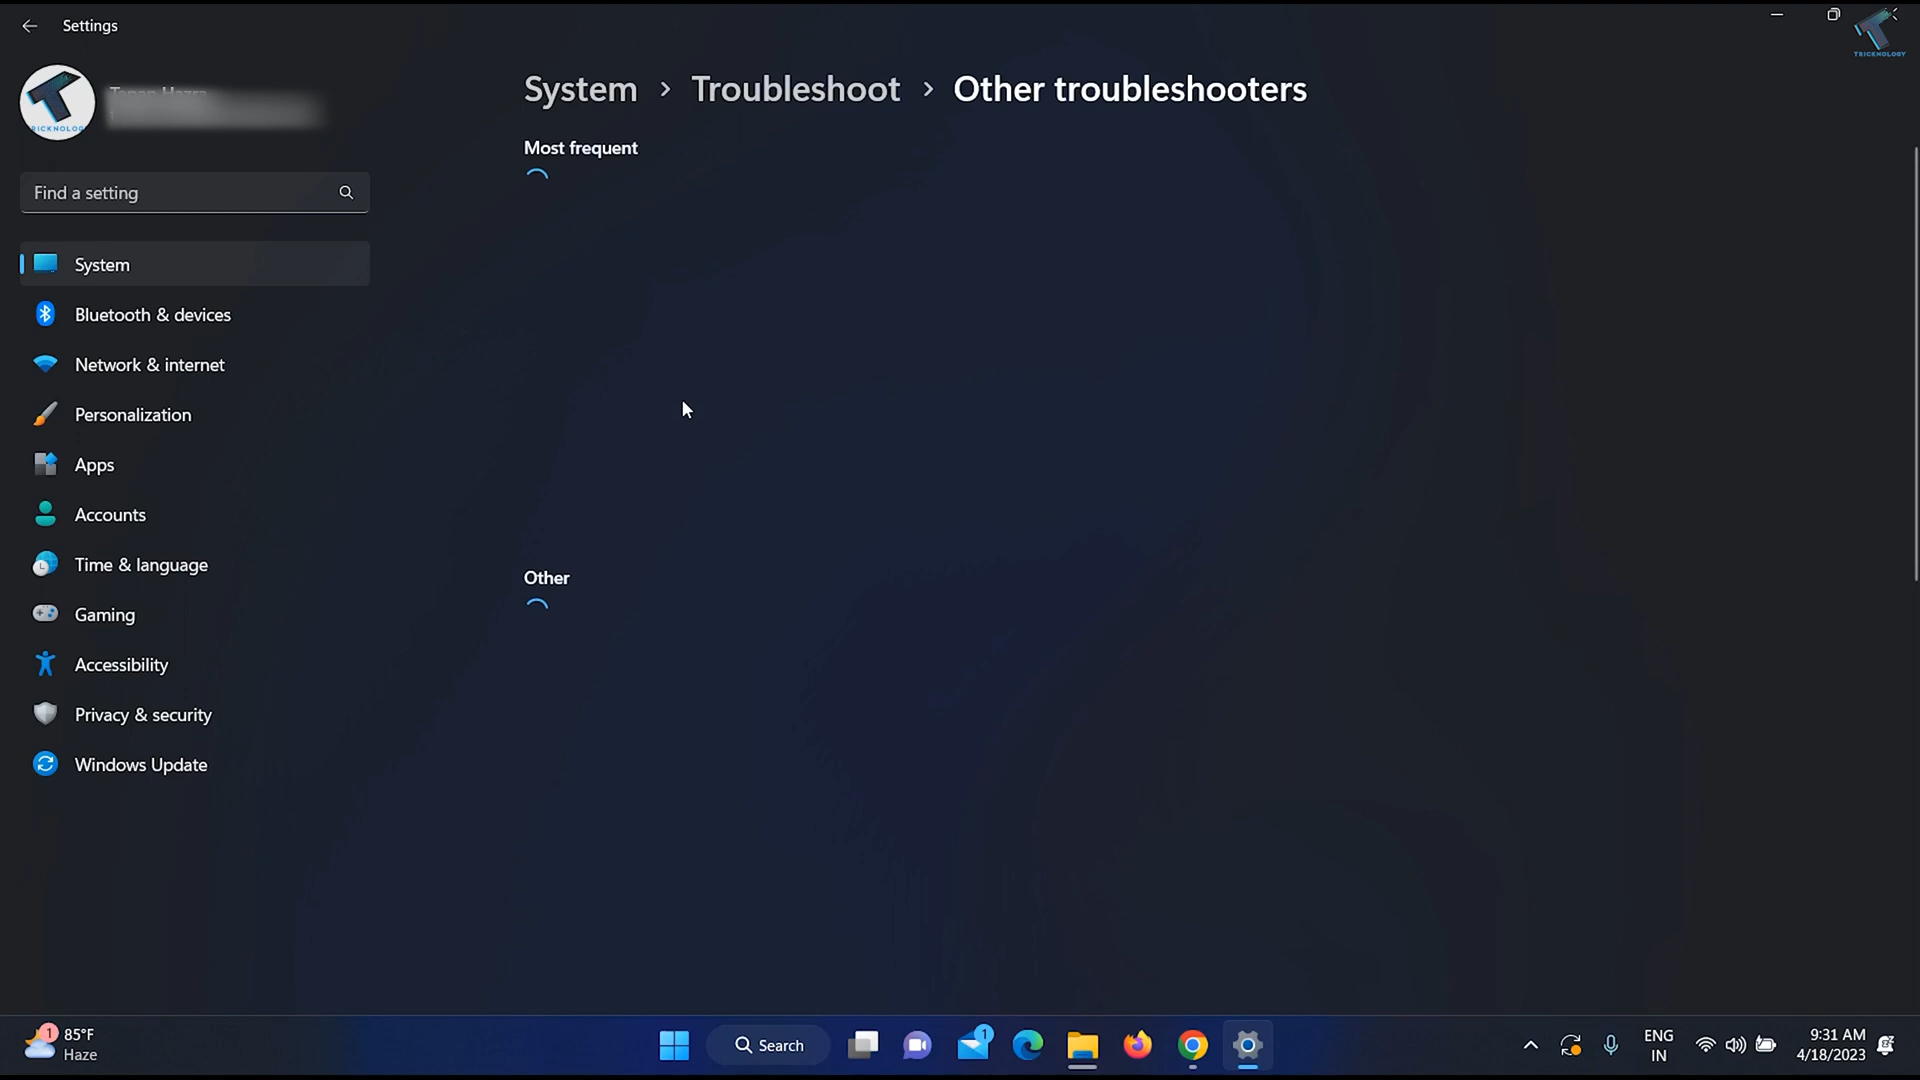 Settings
TRICKNOLOGY
System > Troubleshoot > Other troubleshooters
Most frequent
Find a setting
System
Bluetooth & devices
Network & internet
Personalization
Apps
Accounts
Time & language
Other
Gaming
Accessibility
Privacy & security
Windows Update
1
85°F
Haze
Search
1
ENG
IN
9:31 AM
4/18/2023